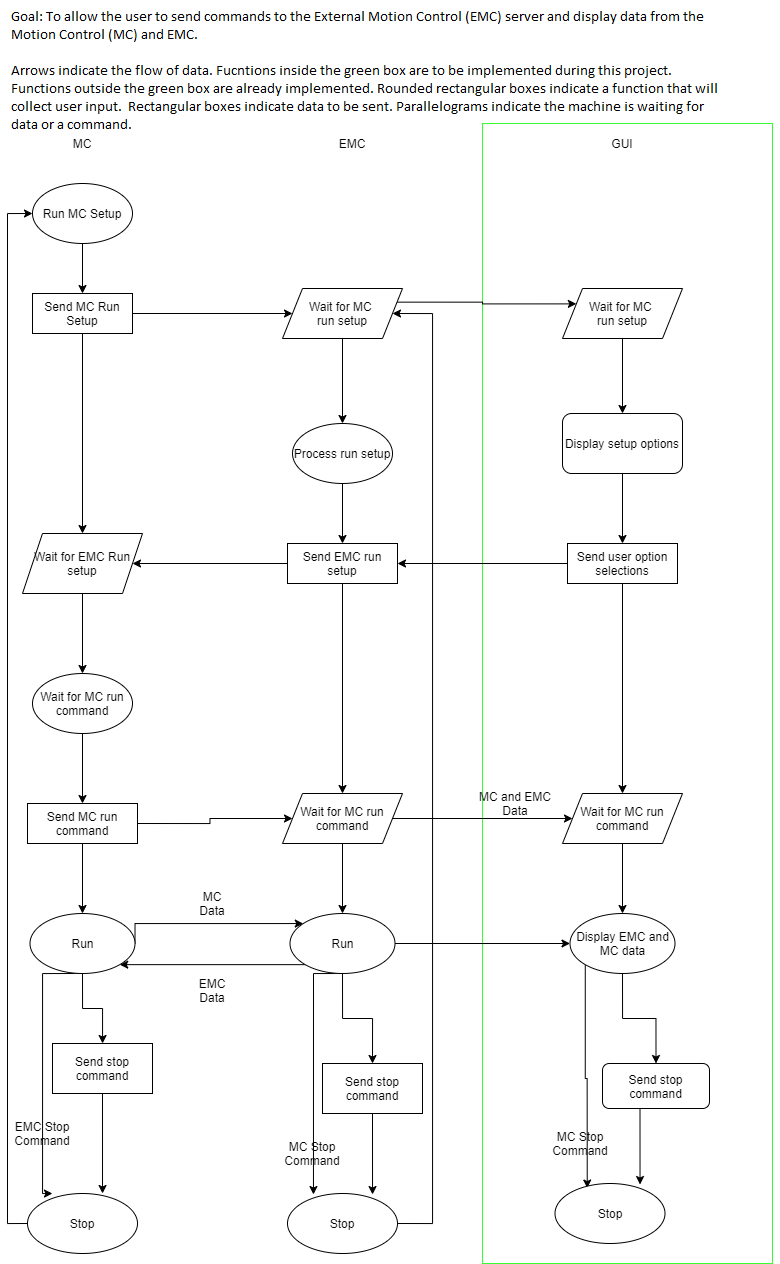 Goal: To allow the user to send commands to the External Motion Control (EMC) server and display data from the
Motion Control (MC) and EMC.
Arrows indicate the flow of data. Fucntions inside the green box are to be implemented during this project.
Functions outside the green box are already implemented. Rounded rectangular boxes indicate a function that will
collect user input.  Rectangular boxes indicate data to be sent. Parallelograms indicate the machine is waiting for
data or a command.
MC
EMC
GUI
Run MC Setup
Send MC Run
Setup
Wait for MC
run setup
Wait for MC
run setup
Process run setup
Display setup options
Wait for EMC Run
setup
Send EMC run
setup
Send user option
selections
Wait for MC run
command
Send MC run
command
Wait for MC run
command
MC and EMC
Data
Wait for MC run
command
MC
Data
Run
Run
Display EMC and
MC data
EMC
Data
Send stop
command
Send stop
command
Send stop
command
EMC Stop
Command
MC Stop
Command
MC Stop
Command
Stop
Stop
Stop